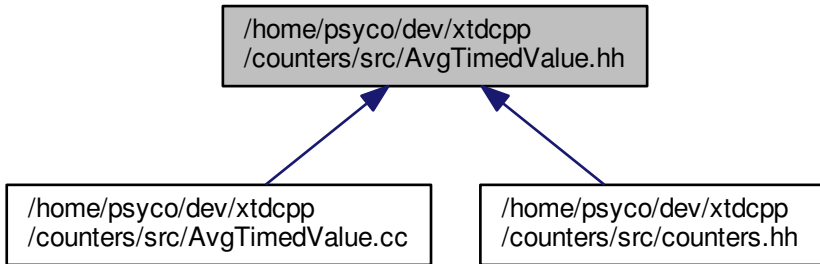 /home/psyco/dev/xtdcpp
/counters/src/AvgTimedValue.hh
/home/psyco/dev/xtdcpp
/counters/src/AvgTimedValue.cc
/home/psyco/dev/xtdcpp
/counters/src/counters.hh